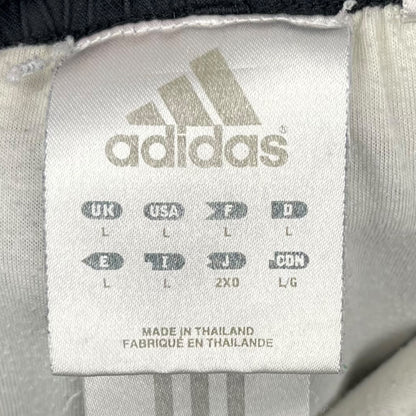 adidas®
UK USA F D
L L L L
E I J CDN
L L 2XO L/G
MADE IN THAILAND
FABRIQUÉ EN THAILANDE